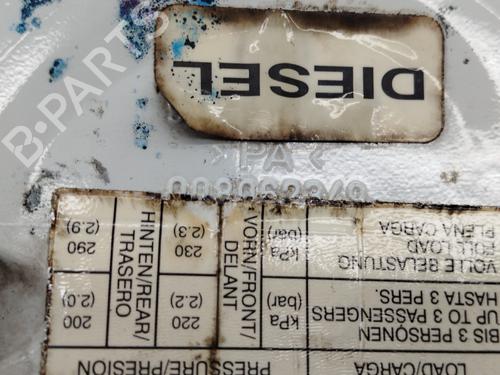 LOAD/CARGA
PRESSURE/PRESION
BIS 3 PERSONEN
UP TO 3 PASSENGERS
HASTA 3 PERS.
kPa
(bar)
VOLLE BELASTUNG
FULL LOAD
PLENA CARGA
kPa
(bar)
VORN/FRONT/
DELANT
220
(2.2)
230
(2.3)
HINTEN/REAR/
TRASERO
200
(2.0)
290
(2.9)
>PA<
DIESEL
B-PARTS